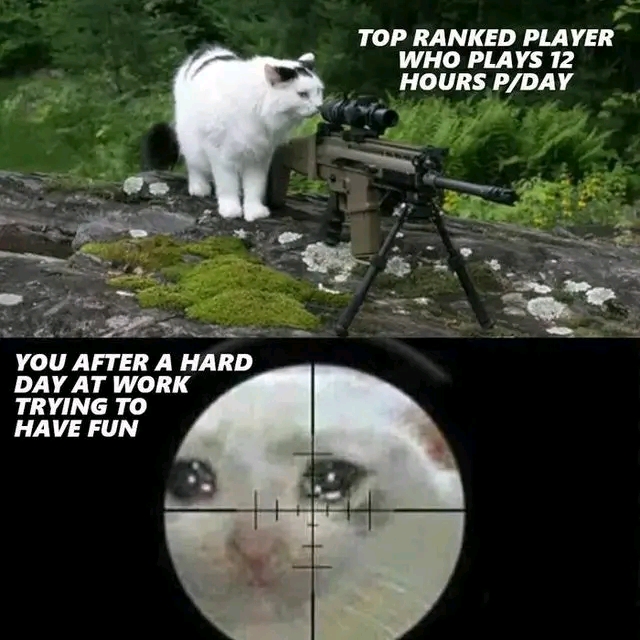 TOP RANKED PLAYER
WHO PLAYS 12
HOURS P/DAY
YOU AFTER A HARD
DAY AT WORK
TRYING TO
HAVE FUN